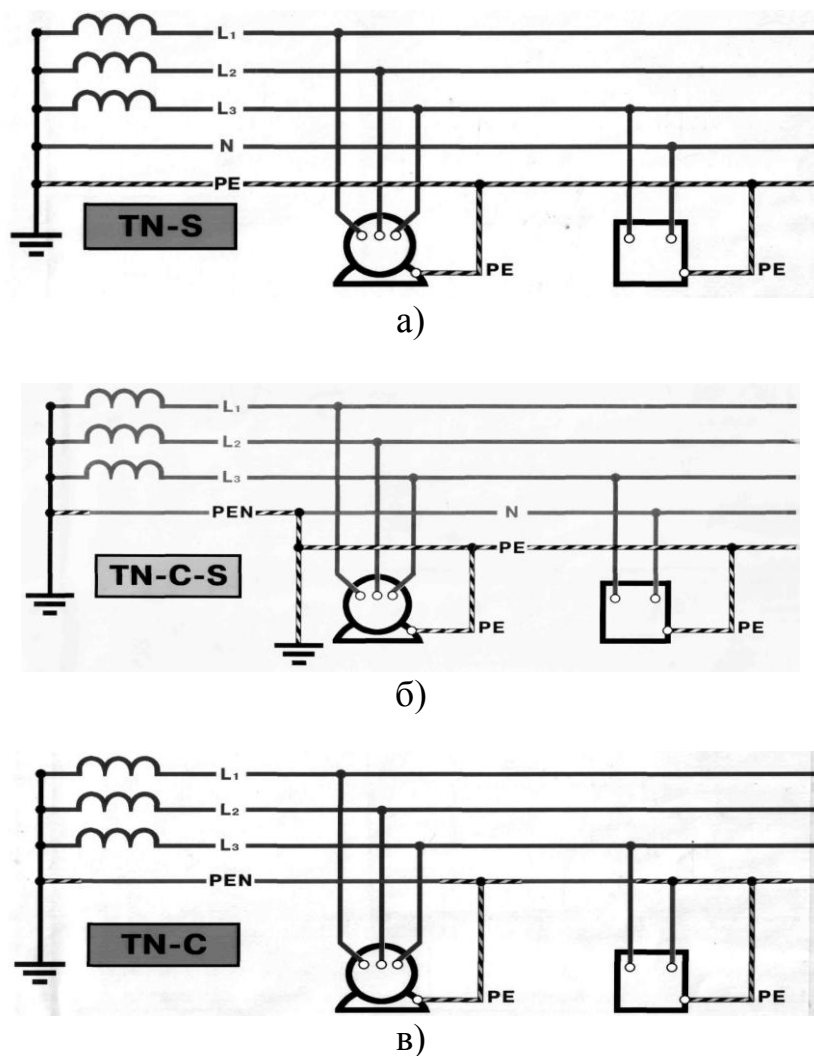 L₁
L₂
L₃
N
PE
TN-S
PE
PE
а)
L₁
L₂
L₃
PEN
N
PE
TN-C-S
PE
PE
б)
L₁
L₂
L₃
PEN
TN-C
PE
PE
в)